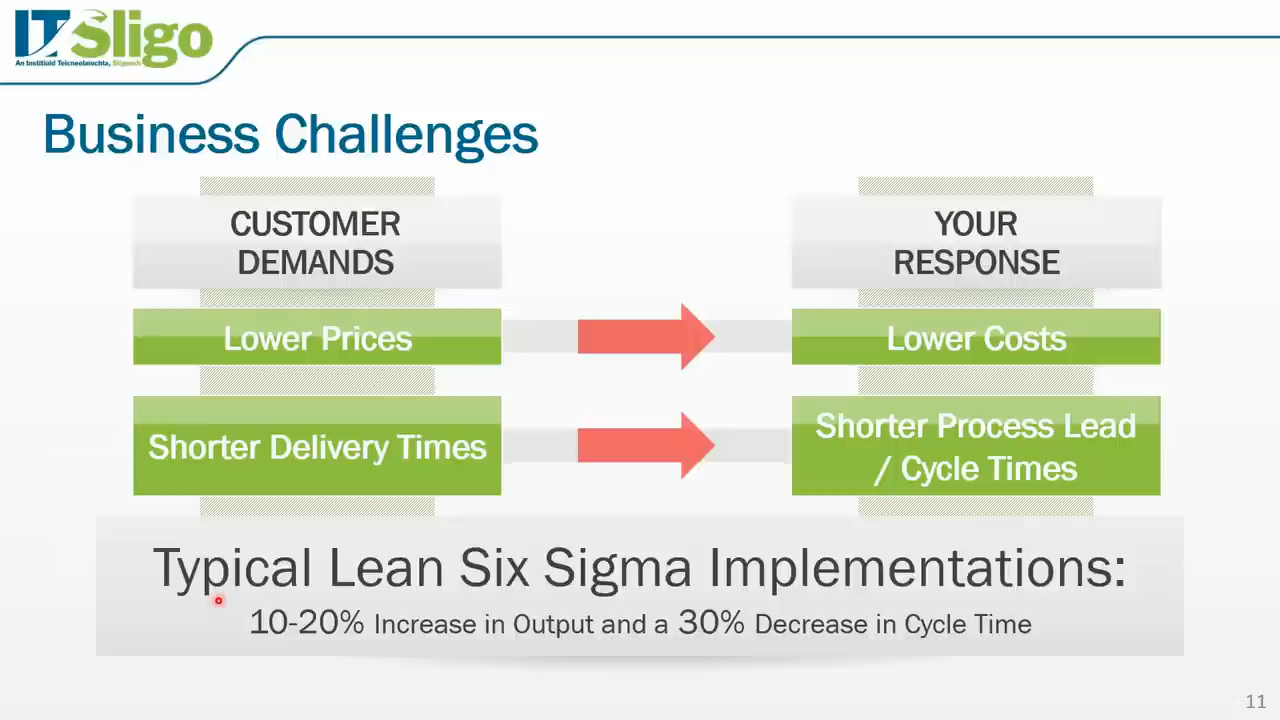 IT Sligo
An Institiúid Teicneolaíochta, Sligeach
Business Challenges
CUSTOMER
DEMANDS
YOUR
RESPONSE
Lower Prices
Lower Costs
Shorter Delivery Times
Shorter Process Lead
/ Cycle Times
Typical Lean Six Sigma Implementations:
10-20% Increase in Output and a 30% Decrease in Cycle Time
11